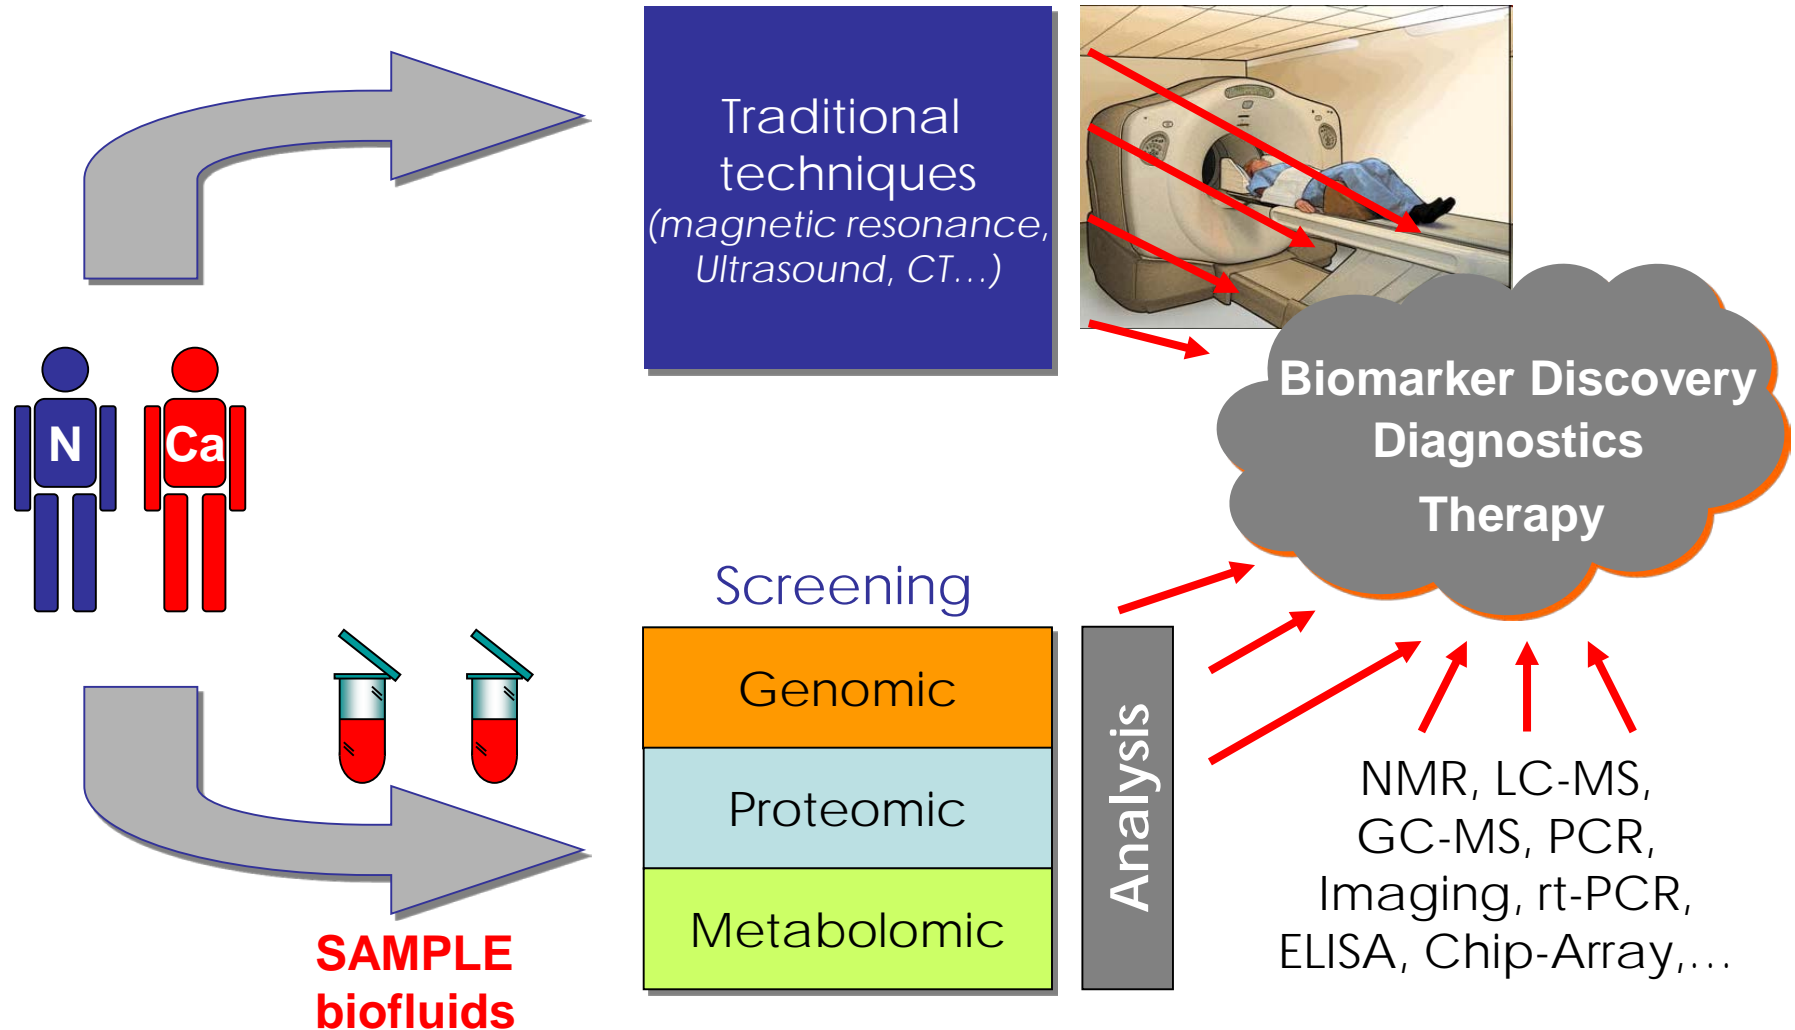 Traditional
techniques
(magnetic resonance,
Ultrasound, CT...)
N
Ca
Biomarker Discovery
Diagnostics
Therapy
Screening
Genomic
Proteomic
Metabolomic
Analysis
NMR, LC-MS,
GC-MS, PCR,
Imaging, rt-PCR,
ELISA, Chip-Array,...
SAMPLE
biofluids